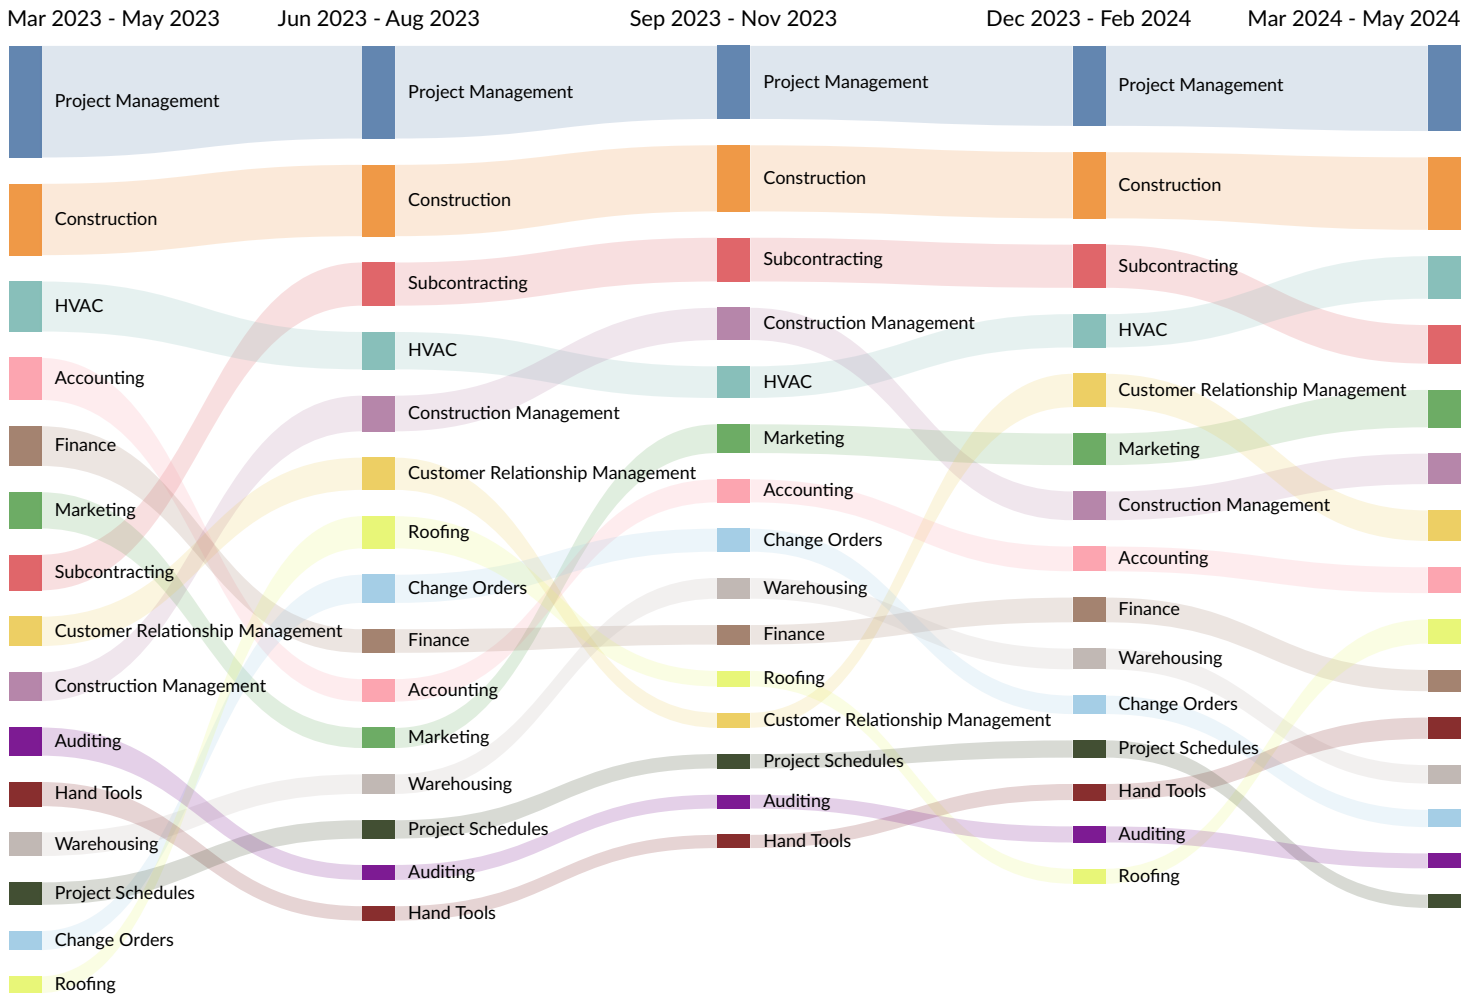 Mar 2023 - May 2023
Jun 2023 - Aug 2023
Sep 2023 - Nov 2023
Dec 2023 - Feb 2024
Mar 2024 - May 2024
Project Management
Construction
HVAC
Accounting
Finance
Marketing
Subcontracting
Customer Relationship Management
Construction Management
Auditing
Hand Tools
Warehousing
Project Schedules
Change Orders
Roofing
Project Management
Construction
Subcontracting
HVAC
Construction Management
Customer Relationship Management
Roofing
Change Orders
Finance
Accounting
Marketing
Warehousing
Project Schedules
Auditing
Hand Tools
Project Management
Construction
Subcontracting
Construction Management
HVAC
Marketing
Accounting
Change Orders
Warehousing
Finance
Roofing
Customer Relationship Management
Project Schedules
Auditing
Hand Tools
Project Management
Construction
Subcontracting
HVAC
Customer Relationship Management
Marketing
Construction Management
Accounting
Finance
Warehousing
Change Orders
Project Schedules
Hand Tools
Auditing
Roofing